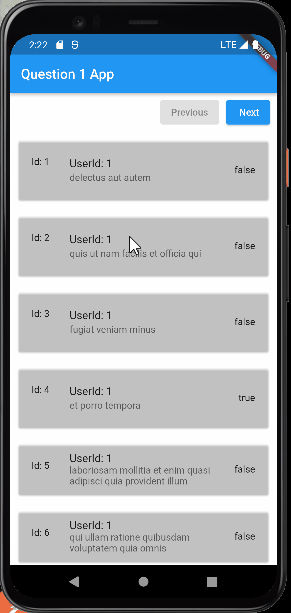 2:22
LTE
Question 1 App
Previous
Next
Id: 1
UserId: 1
delectus aut autem
false
Id: 2
UserId: 1
quis ut nam facilis et officia qui
false
Id: 3
UserId: 1
fugiat veniam minus
false
Id: 4
UserId: 1
et porro tempora
true
Id: 5
UserId: 1
laboriosam mollitia et enim quasi
adipisci quia provident illum
false
Id: 6
UserId: 1
qui ullam ratione quibusdam
voluptatem quia omnis
false